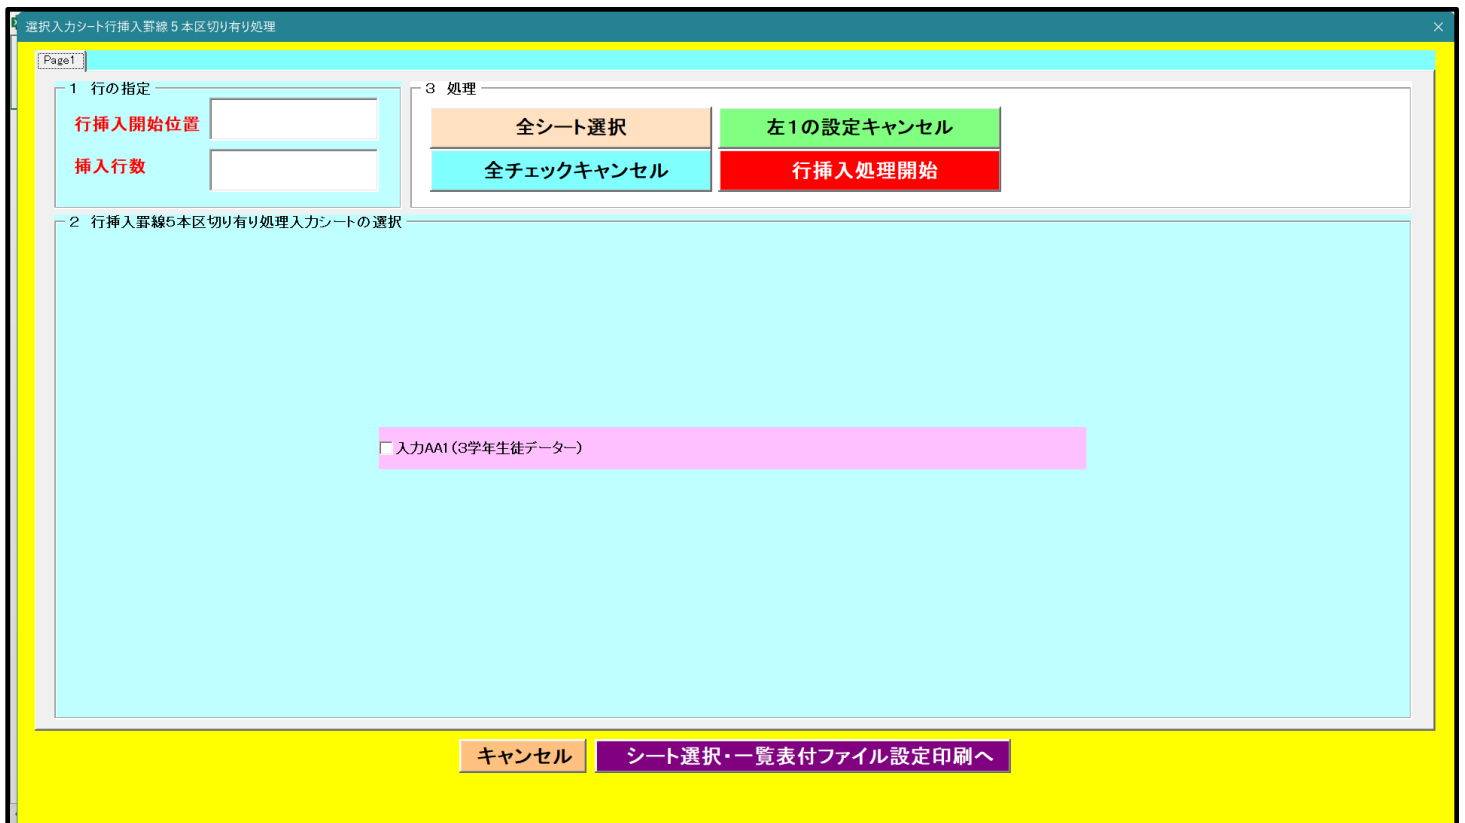 選択入力シート行挿入罫線５本区切り有り処理
Page1
1 行の指定
行挿入開始位置
挿入行数
3 処理
全シート選択
左1の設定キャンセル
全チェックキャンセル
行挿入処理開始
2 行挿入罫線5本区切り有り処理入力シートの選択
入力AA1(3学年生徒データー)
キャンセル
シート選択・一覧表付ファイル設定印刷へ